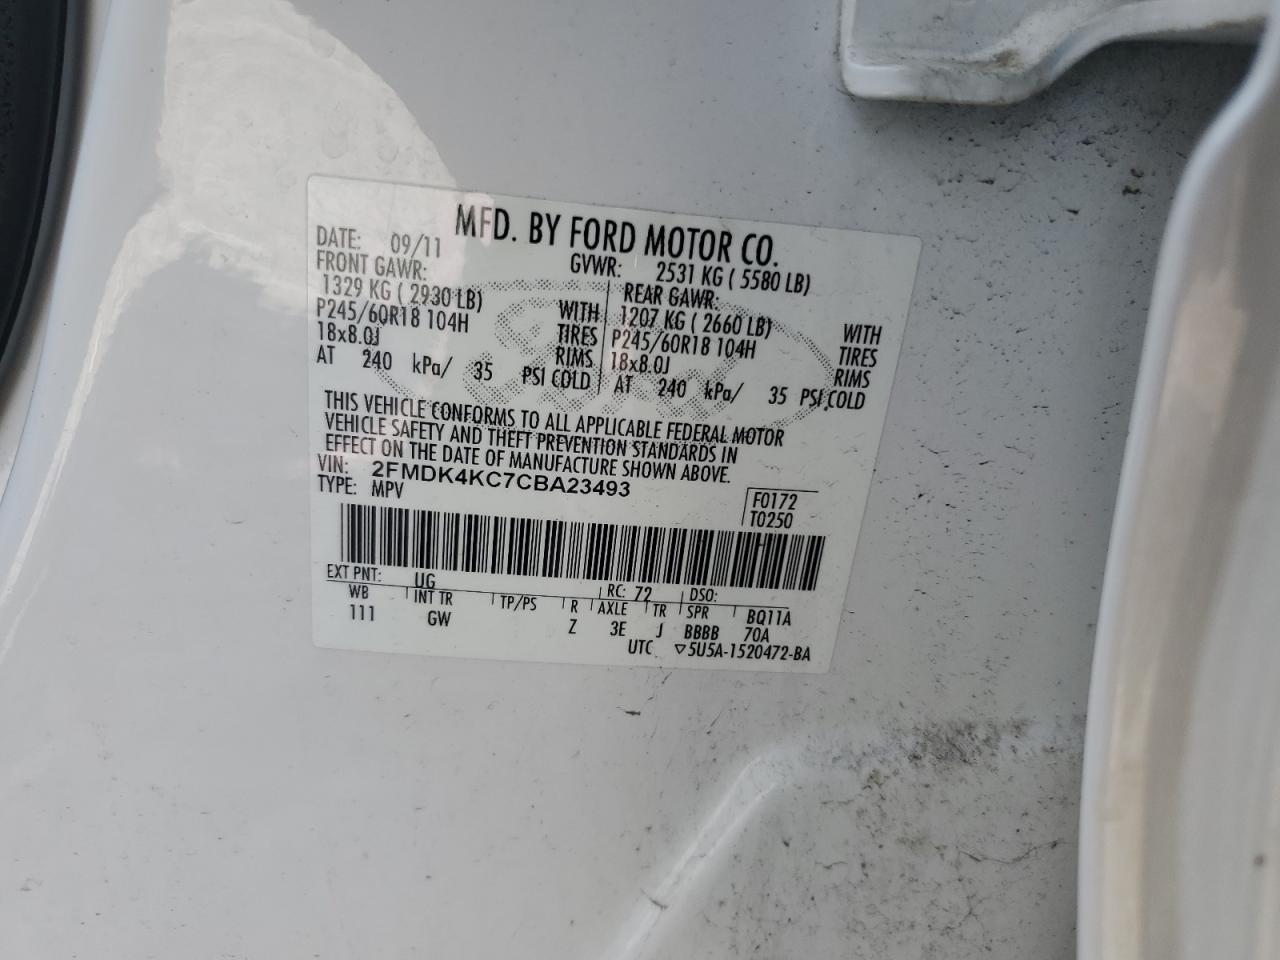 MFD. BY FORD MOTOR CO.
DATE: 09/11 GVWR: 2531 KG ( 5580 LB)
FRONT GAWR: REAR GAWR:
1329 KG ( 2930 LB) WITH 1207 KG ( 2660 LB) WITH
P245/60R18 104H TIRES P245/60R18 104H TIRES
18x8.0J RIMS 18x8.0J RIMS
AT 240 kPa/ 35 PSI COLD AT 240 kPa/ 35 PSI COLD
THIS VEHICLE CONFORMS TO ALL APPLICABLE FEDERAL MOTOR
VEHICLE SAFETY AND THEFT PREVENTION STANDARDS IN
EFFECT ON THE DATE OF MANUFACTURE SHOWN ABOVE.
VIN: 2FMDK4KC7CBA23493
TYPE: MPV
F0172
T0250
EXT PNT: UG RC: 72 DSO:
WB INT TR TP/PS R AXLE TR SPR BQ11A
111 GW Z 3E J BBBB 70A
UTC ▽5U5A-1520472-BA